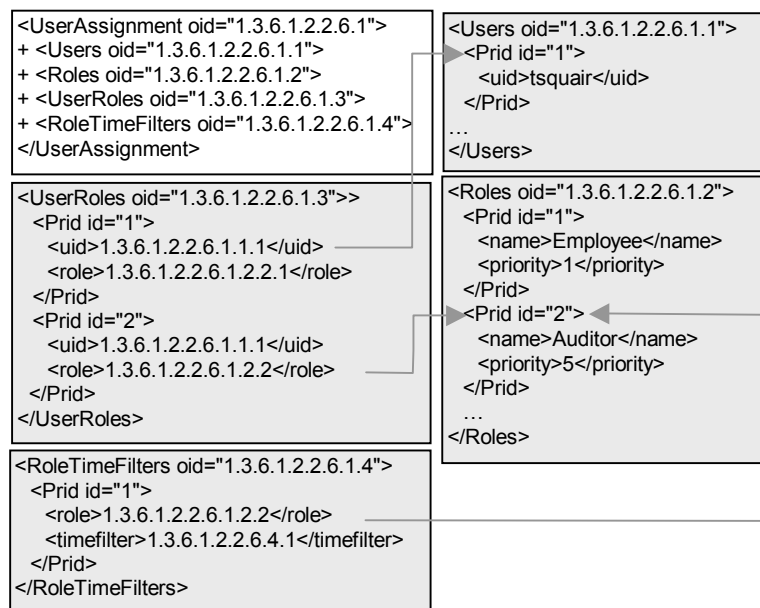 <UserAssignment oid="1.3.6.1.2.2.6.1">
+ <Users oid="1.3.6.1.2.2.6.1.1">
+ <Roles oid="1.3.6.1.2.2.6.1.2">
+ <UserRoles oid="1.3.6.1.2.2.6.1.3">
+ <RoleTimeFilters oid="1.3.6.1.2.2.6.1.4">
</UserAssignment>
<Users oid="1.3.6.1.2.2.6.1.1">
<Prid id="1">
<uid>tsquair</uid>
</Prid>
…
</Users>
<UserRoles oid="1.3.6.1.2.2.6.1.3">>
<Prid id="1">
<uid>1.3.6.1.2.2.6.1.1.1</uid>
<role>1.3.6.1.2.2.6.1.2.2.1</role>
</Prid>
<Prid id="2">
<uid>1.3.6.1.2.2.6.1.1.1</uid>
<role>1.3.6.1.2.2.6.1.2.2</role>
</Prid>
</UserRoles>
<Roles oid="1.3.6.1.2.2.6.1.2">
<Prid id="1">
<name>Employee</name>
<priority>1</priority>
</Prid>
<Prid id="2">
<name>Auditor</name>
<priority>5</priority>
</Prid>
…
</Roles>
<RoleTimeFilters oid="1.3.6.1.2.2.6.1.4">
<Prid id="1">
<role>1.3.6.1.2.2.6.1.2.2</role>
<timefilter>1.3.6.1.2.2.6.4.1</timefilter>
</Prid>
</RoleTimeFilters>